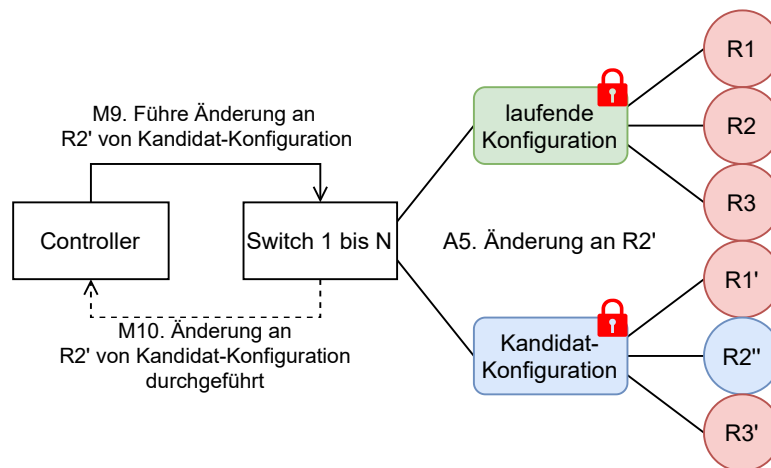 M9. Führe Änderung an
R2' von Kandidat-Konfiguration
Controller
Switch 1 bis N
M10. Änderung an
R2' von Kandidat-Konfiguration
durchgeführt
laufende
Konfiguration
A5. Änderung an R2'
Kandidat-
Konfiguration
R1
R2
R3
R1'
R2''
R3'